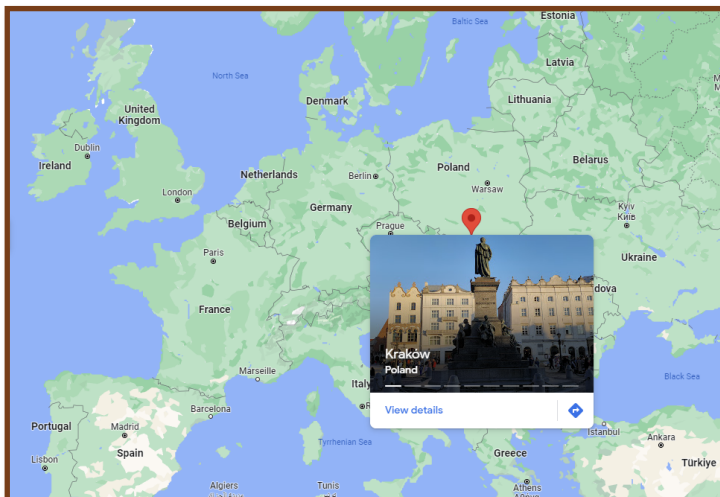 Estonia
Baltic Sea
Latvia
North Sea
Denmark
Lithuania
United
Kingdom
Dublin
Ireland
Netherlands
Berlin
Poland
Belarus
Warsaw
London
Germany
Belgium
Prague
Kyiv
Київ
Paris
Ukraine
dova
France
Kraków
Poland
Marseille
Italy
Black Sea
Barcelona
View details
Portugal
Madrid
Istanbul
Ankara
Tyrrhenian Sea
Spain
Greece
Türkiye
Lisbon
Algiers
Tunis
Athens